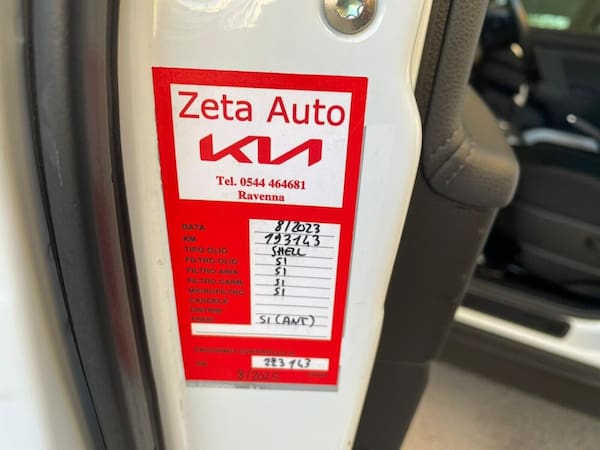 Zeta Auto
KIA
Tel. 0544 464681
Ravenna
DATA 8/2023
KM 193143
TIPO OLIO SHELL
FILTRO OLIO SI
FILTRO ARIA SI
FILTRO CARB. SI
MICROFILTRO SI
CANDELE
SI (ANT)
223143